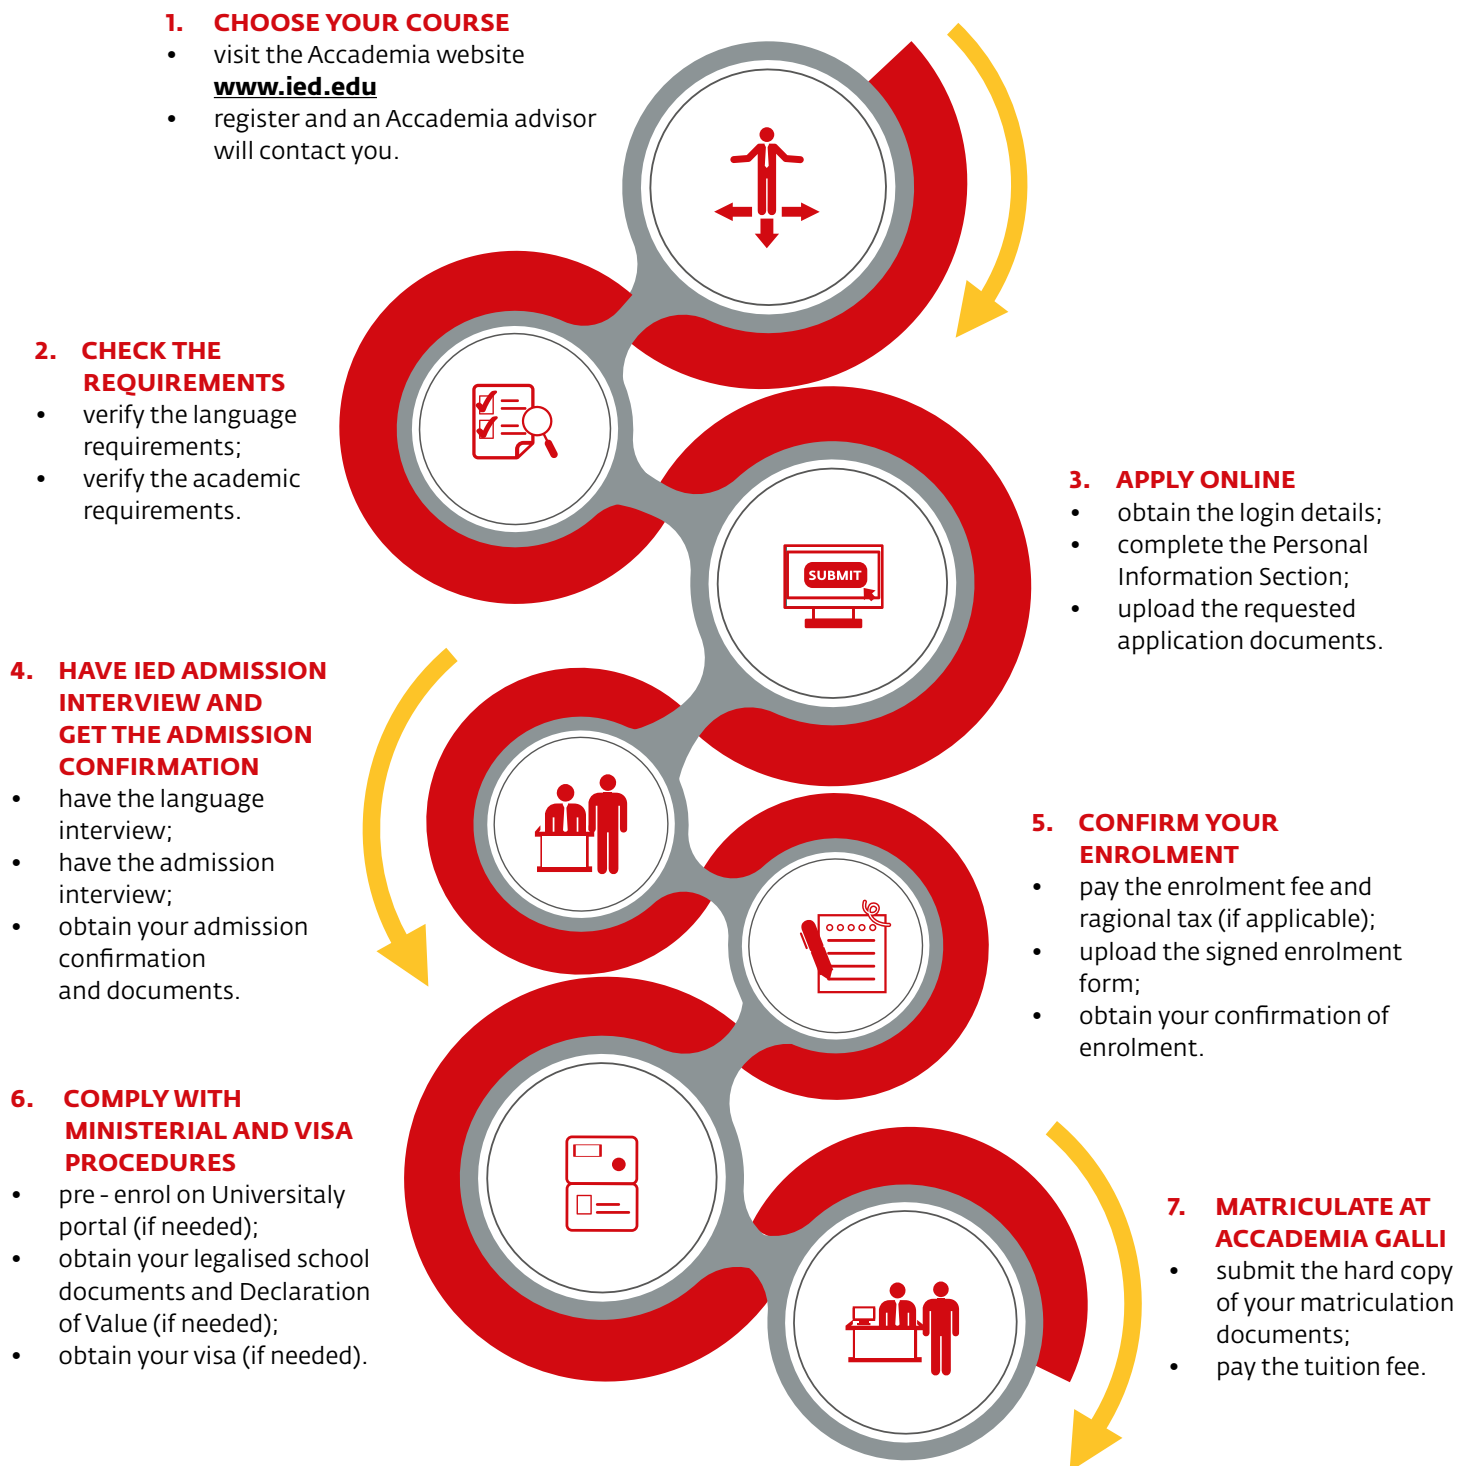 1. CHOOSE YOUR COURSE
• visit the Accademia website
www.ied.edu
• register and an Accademia advisor
will contact you.
2. CHECK THE
REQUIREMENTS
• verify the language
requirements;
• verify the academic
requirements.
3. APPLY ONLINE
• obtain the login details;
• complete the Personal
Information Section;
• upload the requested
application documents.
SUBMIT
4. HAVE IED ADMISSION
INTERVIEW AND
GET THE ADMISSION
CONFIRMATION
• have the language
interview;
• have the admission
interview;
• obtain your admission
confirmation
and documents.
5. CONFIRM YOUR
ENROLMENT
• pay the enrolment fee and
ragional tax (if applicable);
• upload the signed enrolment
form;
• obtain your confirmation of
enrolment.
6. COMPLY WITH
MINISTERIAL AND VISA
PROCEDURES
• pre - enrol on Universitaly
portal (if needed);
• obtain your legalised school
documents and Declaration
of Value (if needed);
• obtain your visa (if needed).
7. MATRICULATE AT
ACCADEMIA GALLI
• submit the hard copy
of your matriculation
documents;
• pay the tuition fee.